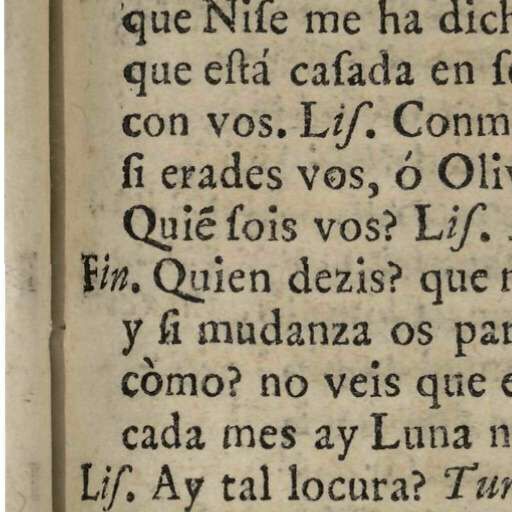 que Niſe me ha dich
que eſtá caſada en ſ
con vos. Liſ. Conm
ſi erades vos, ó Oliv
Quiẽ ſois vos? Liſ.
Fin. Quien dezis? que
y ſi mudanza os par
còmo? no veis que e
cada mes ay Luna n
Liſ. Ay tal locura? Tur